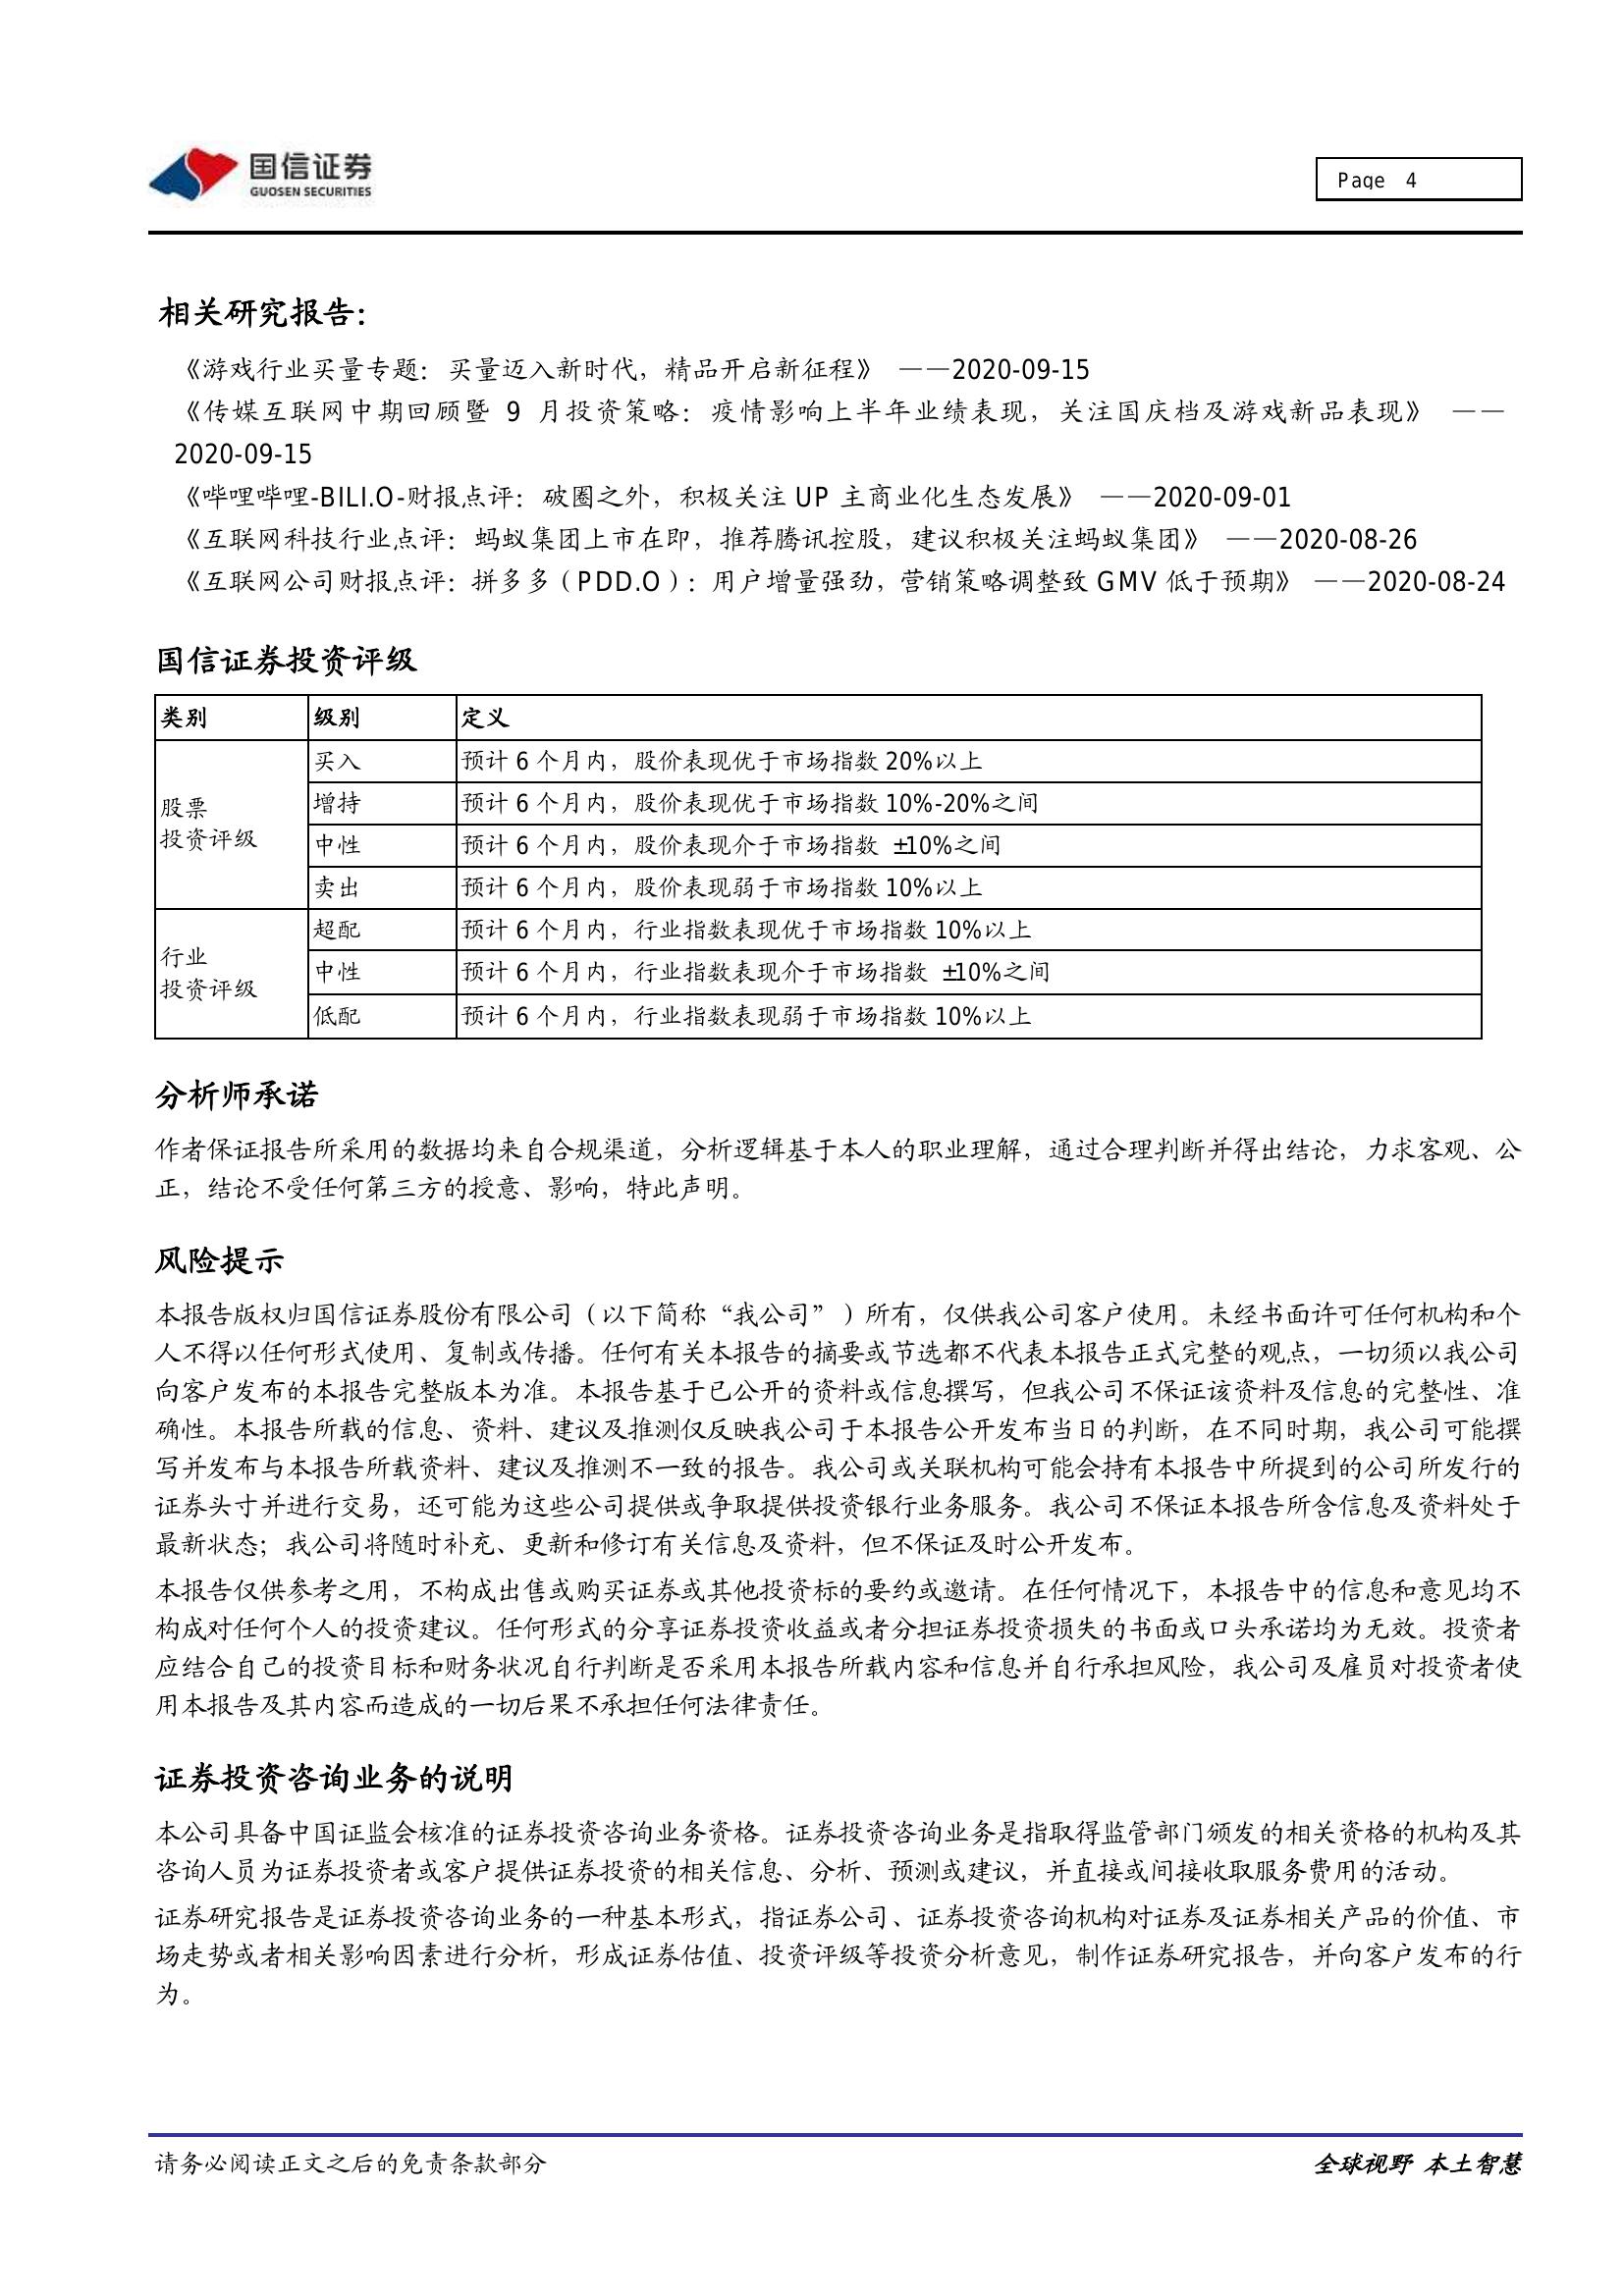 国信证券
GUOSEN SECURITIES
Page 4
相关研究报告：
《游戏行业买量专题：买量迈入新时代，精品开启新征程》 ——2020-09-15
《传媒互联网中期回顾暨 9 月投资策略：疫情影响上半年业绩表现，关注国庆档及游戏新品表现》 ——
2020-09-15
《哔哩哔哩-BILI.O-财报点评：破圈之外，积极关注 UP 主商业化生态发展》 ——2020-09-01
《互联网科技行业点评：蚂蚁集团上市在即，推荐腾讯控股，建议积极关注蚂蚁集团》 ——2020-08-26
《互联网公司财报点评：拼多多（PDD.O）：用户增量强劲，营销策略调整致 GMV 低于预期》 ——2020-08-24
国信证券投资评级
类别 级别 定义
股票
投资评级
买入 预计 6 个月内，股价表现优于市场指数 20%以上
增持 预计 6 个月内，股价表现优于市场指数 10%-20%之间
中性 预计 6 个月内，股价表现介于市场指数 ±10%之间
卖出 预计 6 个月内，股价表现弱于市场指数 10%以上
行业
投资评级
超配 预计 6 个月内，行业指数表现优于市场指数 10%以上
中性 预计 6 个月内，行业指数表现介于市场指数 ±10%之间
低配 预计 6 个月内，行业指数表现弱于市场指数 10%以上
分析师承诺
作者保证报告所采用的数据均来自合规渠道，分析逻辑基于本人的职业理解，通过合理判断并得出结论，力求客观、公
正，结论不受任何第三方的授意、影响，特此声明。
风险提示
本报告版权归国信证券股份有限公司（以下简称“我公司”）所有，仅供我公司客户使用。未经书面许可任何机构和个
人不得以任何形式使用、复制或传播。任何有关本报告的摘要或节选都不代表本报告正式完整的观点，一切须以我公司
向客户发布的本报告完整版本为准。本报告基于已公开的资料或信息撰写，但我公司不保证该资料及信息的完整性、准
确性。本报告所载的信息、资料、建议及推测仅反映我公司于本报告公开发布当日的判断，在不同时期，我公司可能撰
写并发布与本报告所载资料、建议及推测不一致的报告。我公司或关联机构可能会持有本报告中所提到的公司所发行的
证券头寸并进行交易，还可能为这些公司提供或争取提供投资银行业务服务。我公司不保证本报告所含信息及资料处于
最新状态；我公司将随时补充、更新和修订有关信息及资料，但不保证及时公开发布。
本报告仅供参考之用，不构成出售或购买证券或其他投资标的要约或邀请。在任何情况下，本报告中的信息和意见均不
构成对任何个人的投资建议。任何形式的分享证券投资收益或者分担证券投资损失的书面或口头承诺均为无效。投资者
应结合自己的投资目标和财务状况自行判断是否采用本报告所载内容和信息并自行承担风险，我公司及雇员对投资者使
用本报告及其内容而造成的一切后果不承担任何法律责任。
证券投资咨询业务的说明
本公司具备中国证监会核准的证券投资咨询业务资格。证券投资咨询业务是指取得监管部门颁发的相关资格的机构及其
咨询人员为证券投资者或客户提供证券投资的相关信息、分析、预测或建议，并直接或间接收取服务费用的活动。
证券研究报告是证券投资咨询业务的一种基本形式，指证券公司、证券投资咨询机构对证券及证券相关产品的价值、市
场走势或者相关影响因素进行分析，形成证券估值、投资评级等投资分析意见，制作证券研究报告，并向客户发布的行
为。
请务必阅读正文之后的免责条款部分
全球视野 本土智慧